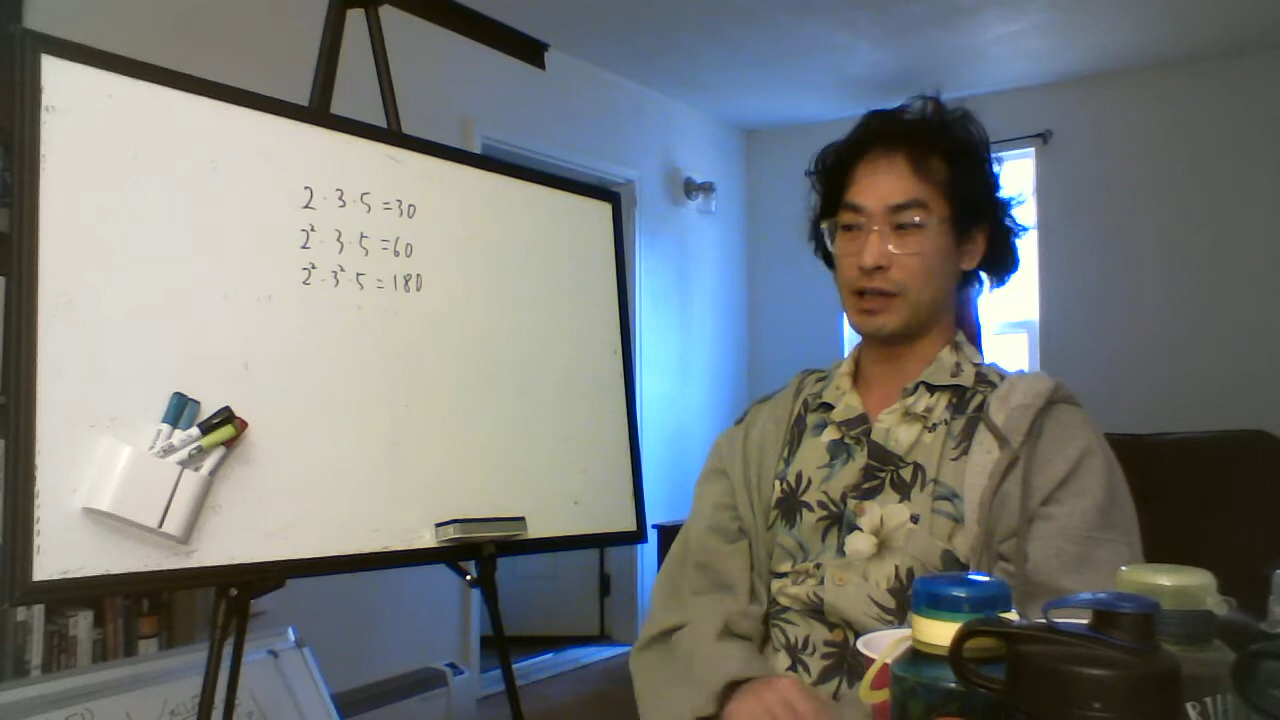 2 · 3 · 5 = 30
2² · 3 · 5 = 60
2² · 3² · 5 = 180